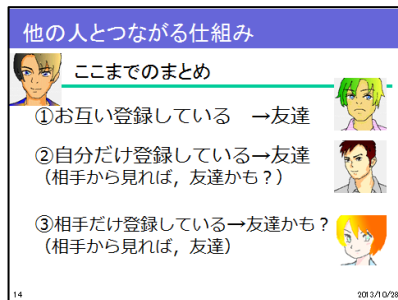 他の人とつながる仕組み
ここまでのまとめ
①お互い登録している　→友達
②自分だけ登録している→友達
（相手から見れば，友達かも？）
③相手だけ登録している→友達かも？
（相手から見れば，友達）
14
2013/10/28